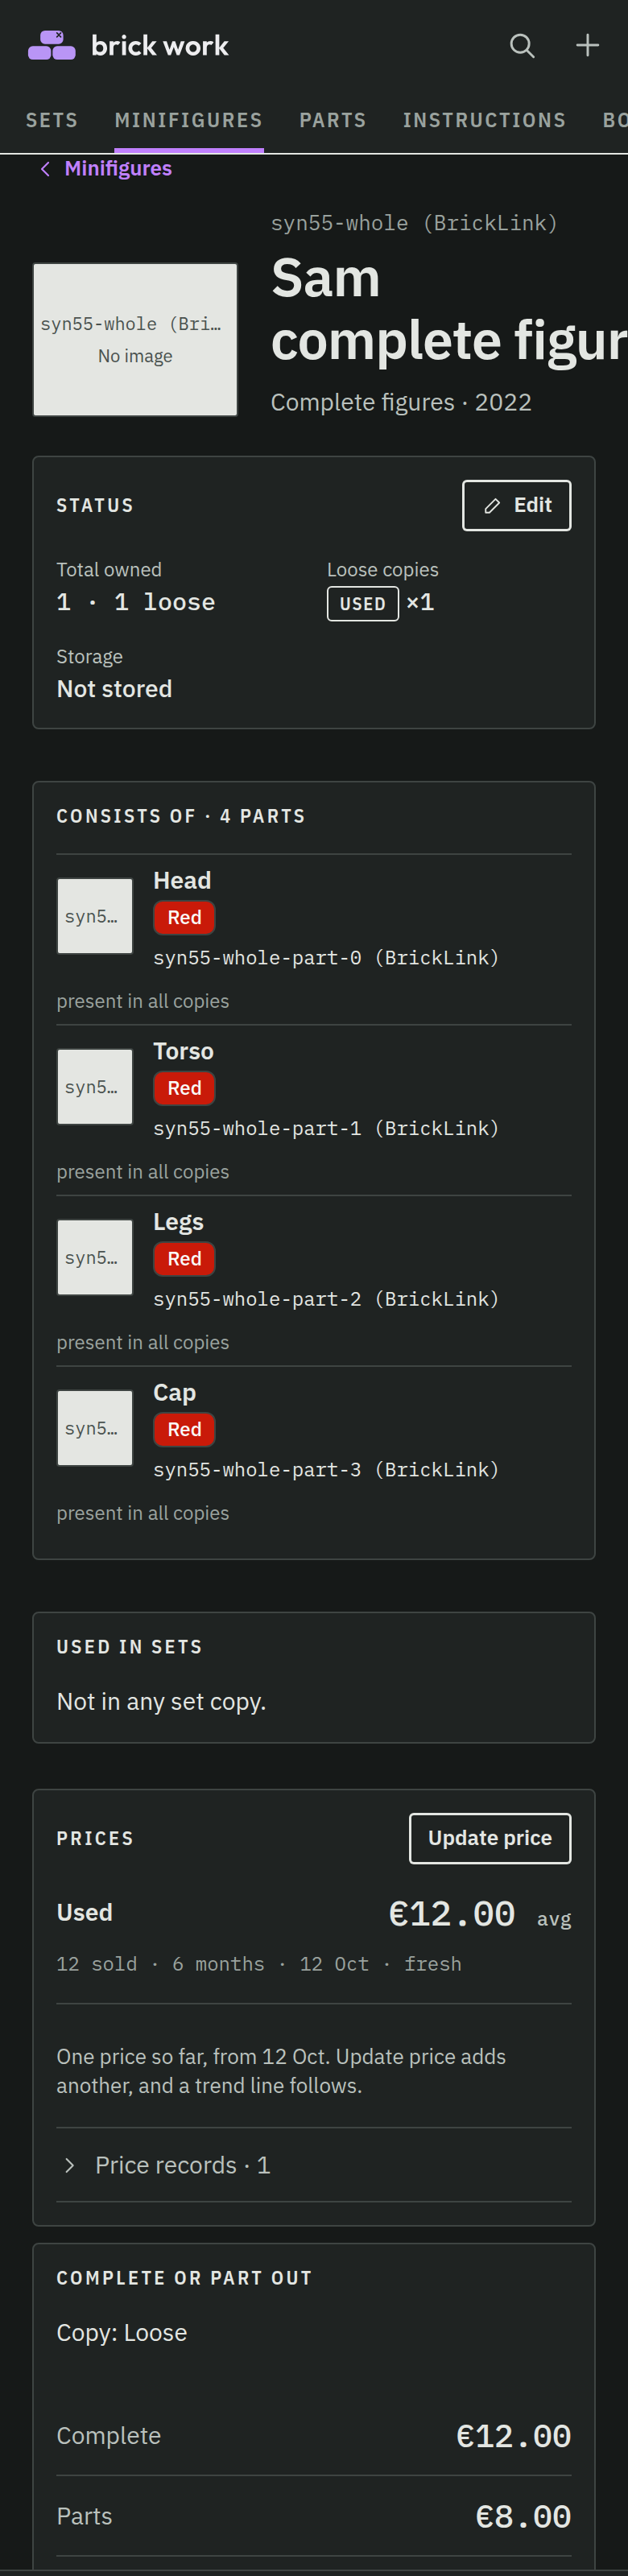 brick work
SETS MINIFIGURES PARTS INSTRUCTIONS BO
Minifigures
syn55-whole (BrickLink)
Sam
complete figur
Complete figures · 2022
syn55-whole (Bri…
No image
STATUS
Edit
Total owned
1 · 1 loose
Loose copies
USED ×1
Storage
Not stored
CONSISTS OF · 4 PARTS
syn5…
Head
Red
syn55-whole-part-0 (BrickLink)
present in all copies
syn5…
Torso
Red
syn55-whole-part-1 (BrickLink)
present in all copies
syn5…
Legs
Red
syn55-whole-part-2 (BrickLink)
present in all copies
syn5…
Cap
Red
syn55-whole-part-3 (BrickLink)
present in all copies
USED IN SETS
Not in any set copy.
PRICES
Update price
Used €12.00 avg
12 sold · 6 months · 12 Oct · fresh
One price so far, from 12 Oct. Update price adds
another, and a trend line follows.
Price records · 1
COMPLETE OR PART OUT
Copy: Loose
Complete €12.00
Parts €8.00